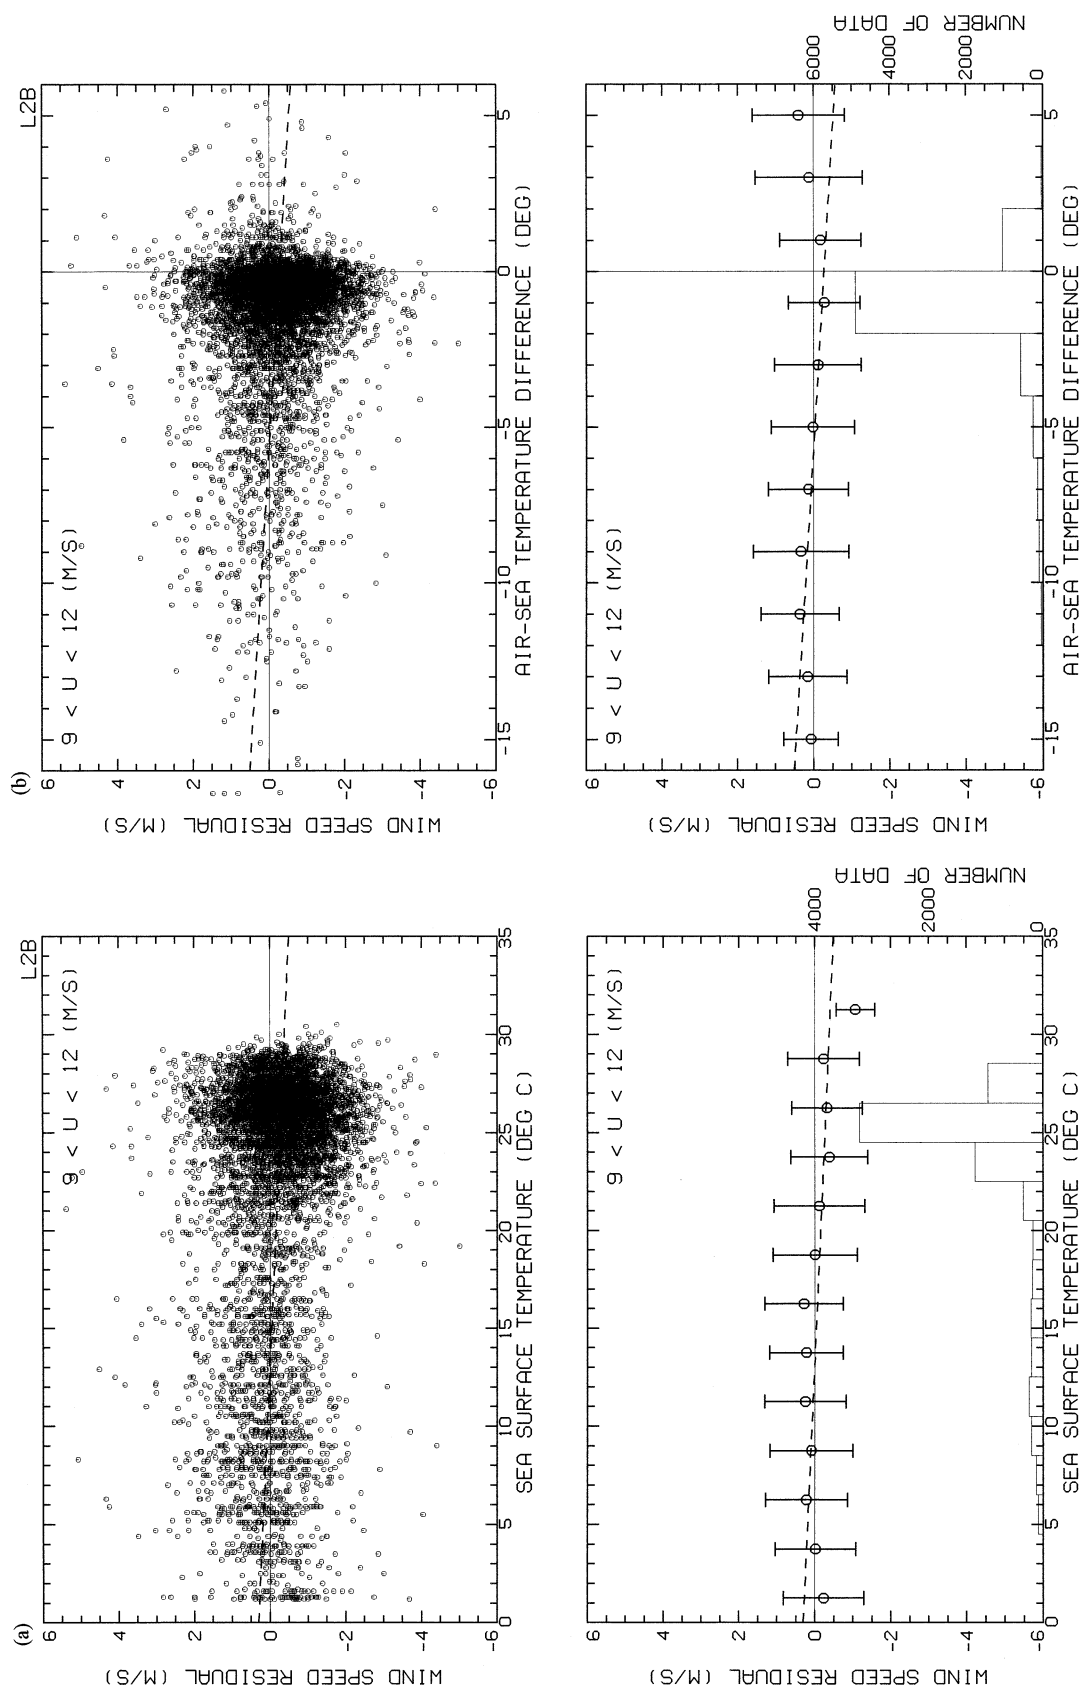 (a)
L2B
9 < U < 12 (M/S)
WIND SPEED RESIDUAL (M/S)
6
4
2
0
-2
-4
-6
0 5 10 15 20 25 30 35
SEA SURFACE TEMPERATURE (DEG C)
9 < U < 12 (M/S)
WIND SPEED RESIDUAL (M/S)
6
4
2
0
-2
-4
-6
4000
2000
0
NUMBER OF DATA
0 5 10 15 20 25 30 35
SEA SURFACE TEMPERATURE (DEG C)
(b)
L2B
9 < U < 12 (M/S)
WIND SPEED RESIDUAL (M/S)
6
4
2
0
-2
-4
-6
-15 -10 -5 0 5
AIR-SEA TEMPERATURE DIFFERENCE (DEG)
9 < U < 12 (M/S)
WIND SPEED RESIDUAL (M/S)
6
4
2
0
-2
-4
-6
6000
4000
2000
0
NUMBER OF DATA
-15 -10 -5 0 5
AIR-SEA TEMPERATURE DIFFERENCE (DEG)